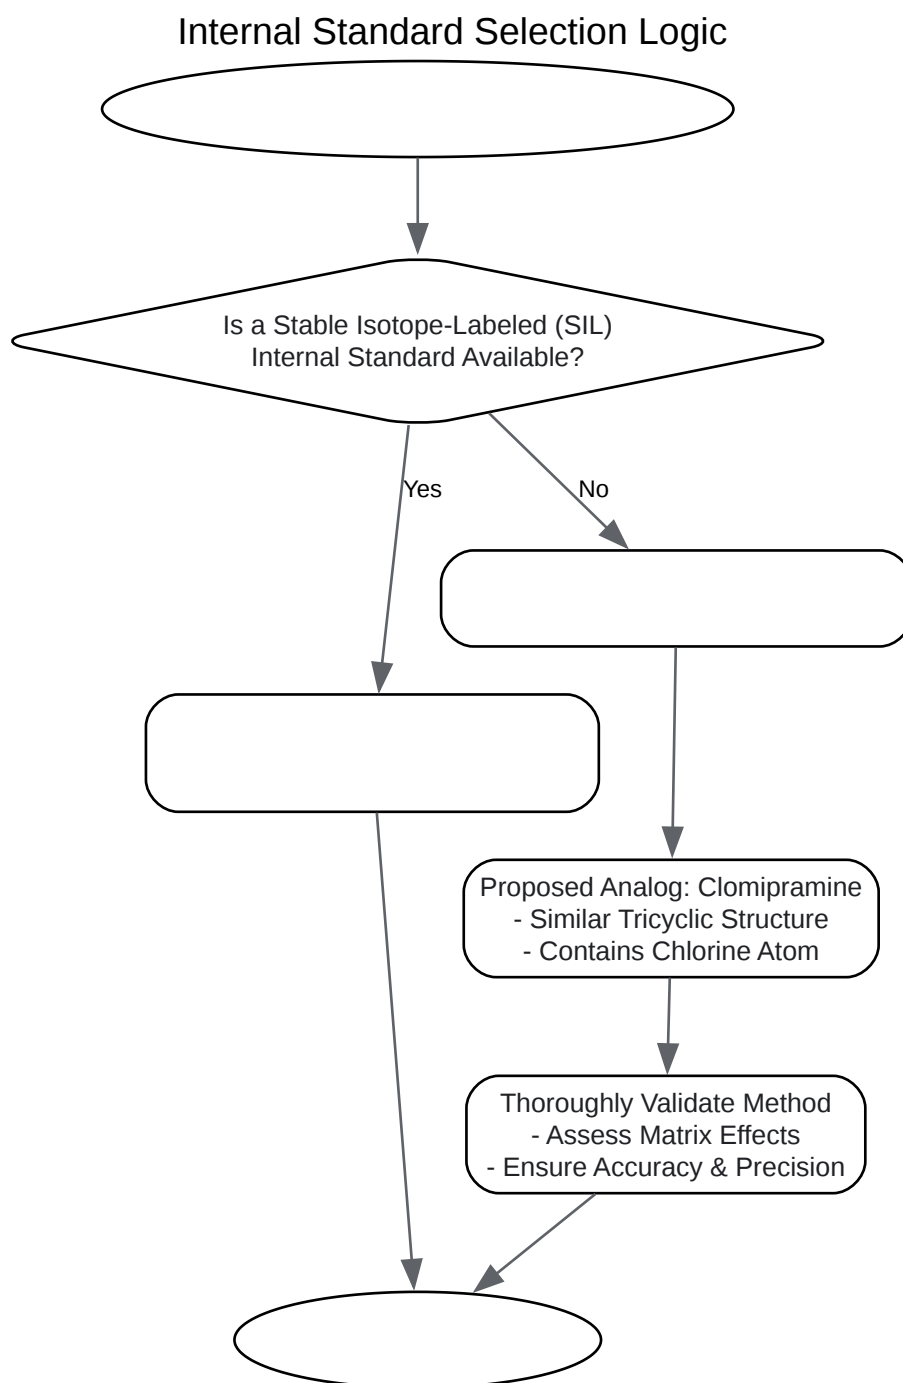 Internal Standard Selection Logic
Is a Stable Isotope-Labeled (SIL)
Internal Standard Available?
Yes
No
Proposed Analog: Clomipramine
- Similar Tricyclic Structure
- Contains Chlorine Atom
Thoroughly Validate Method
- Assess Matrix Effects
- Ensure Accuracy & Precision